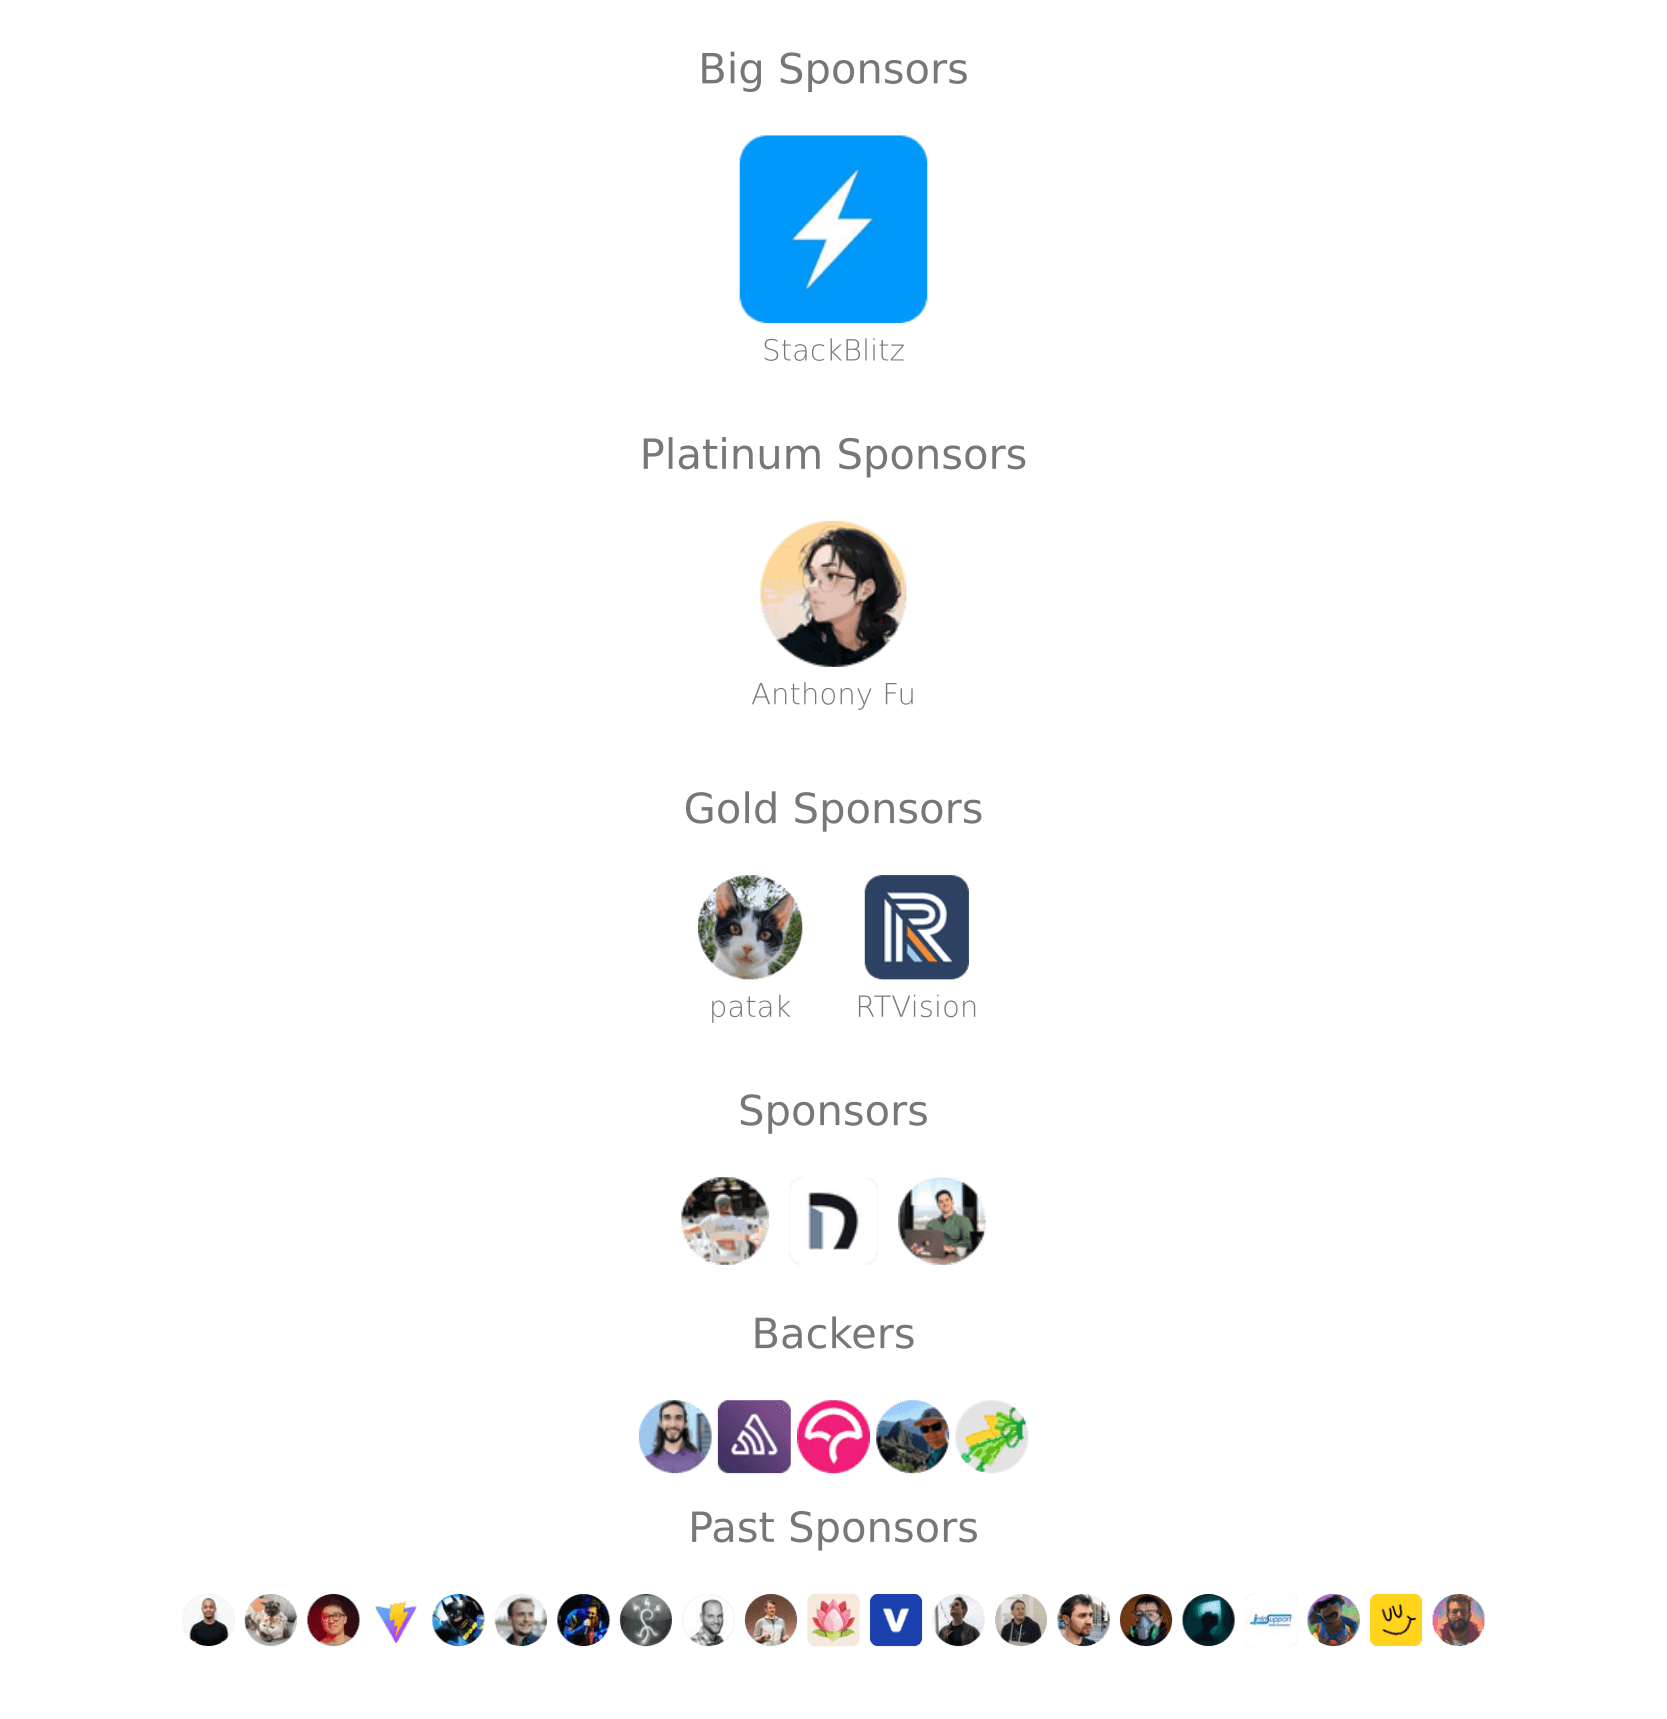 Big Sponsors
StackBlitz
Platinum Sponsors
Anthony Fu
Gold Sponsors
patak
RTVision
Sponsors
Backers
Past Sponsors